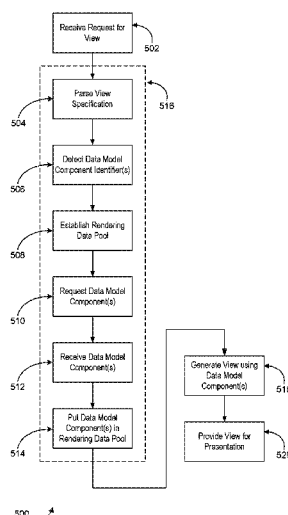 Receive Request for
View
502
516
Parse View
Specification
504
Detect Data Model
Component Identifier(s)
506
Establish Rendering
Data Pool
508
Request Data Model
Component(s)
510
Receive Data Model
Component(s)
512
Put Data Model
Component(s) in
Rendering Data Pool
514
Generate View using
Data Model
Component(s)
518
Provide View for
Presentation
520
500